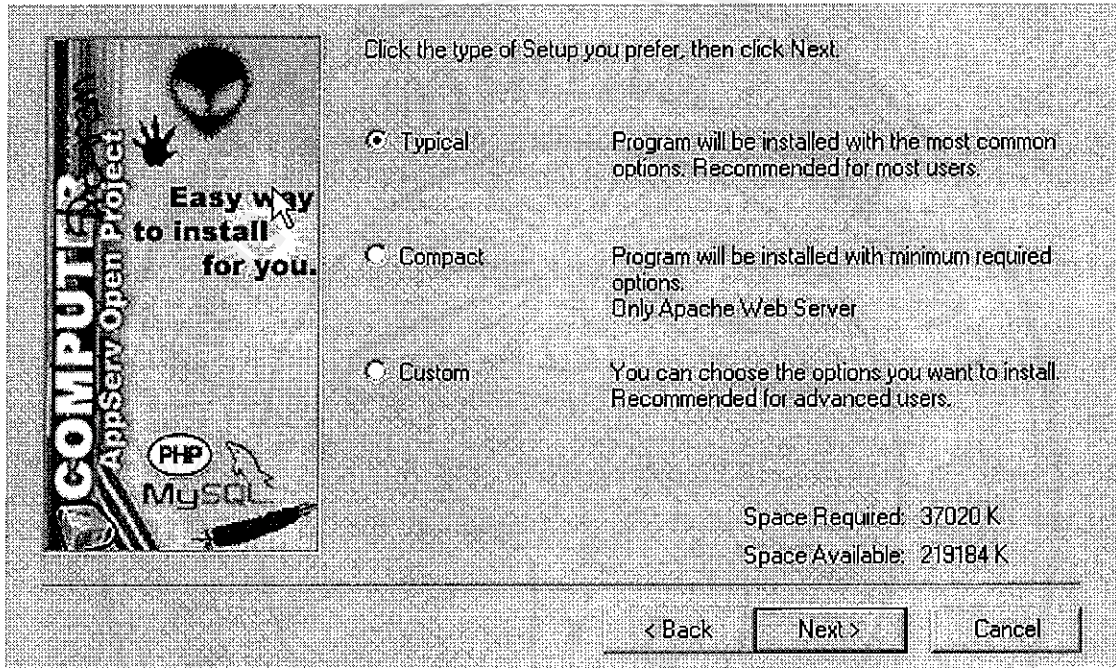 Click the type of Setup you prefer, then click Next.
Typical
Program will be installed with the most common
options. Recommended for most users.
Compact
Program will be installed with minimum required
options.
Only Apache Web Server
Custom
You can choose the options you want to install.
Recommended for advanced users.
Space Required: 37020 K
Space Available: 219184 K
< Back
Next >
Cancel
COMPUTER
AppServ Open Project
Easy way
to install
for you.
PHP
MySQL